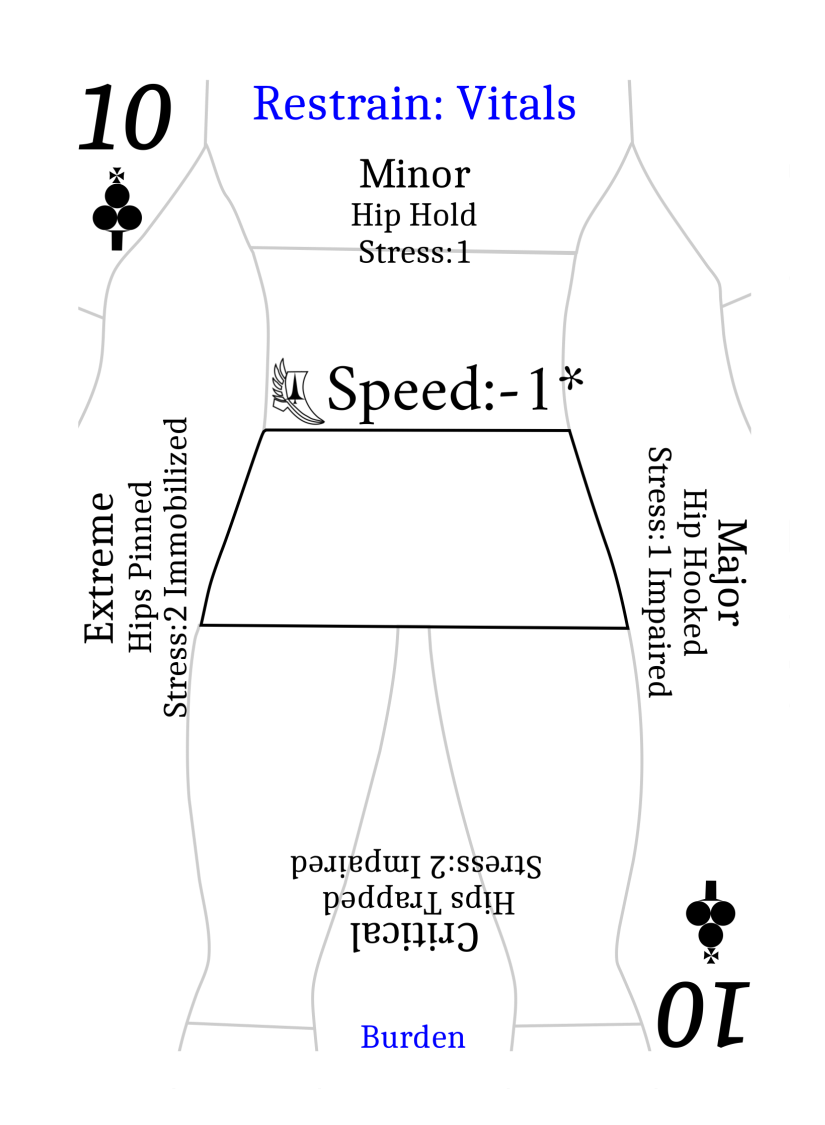 10
Restrain: Vitals
Minor
Hip Hold
Stress:1
Speed:-1*
Extreme
Hips Pinned
Stress:2 Immobilized
Major
Hip Hooked
Stress:1 Impaired
Critical
Hips Trapped
Stress:2 Impaired
10
Burden